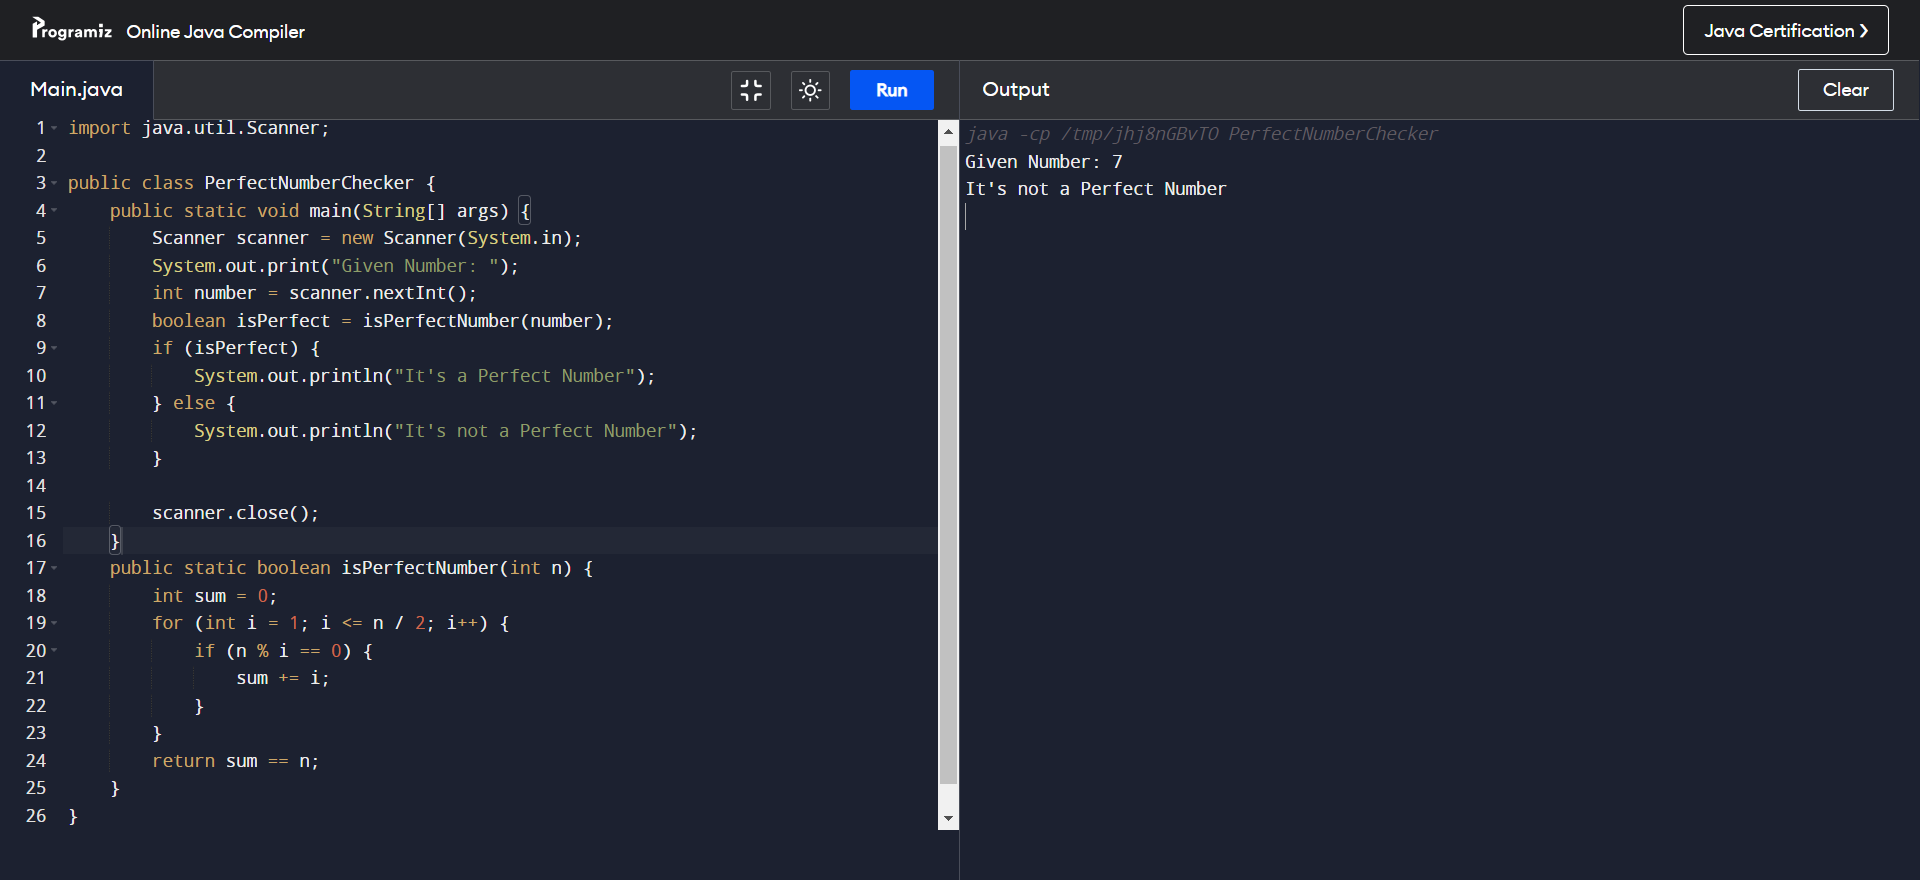 Programiz Online Java Compiler
Java Certification ❯
Main.java
Run
1 import java.util.Scanner;
2
3 public class PerfectNumberChecker {
4     public static void main(String[] args) {
5         Scanner scanner = new Scanner(System.in);
6         System.out.print("Given Number: ");
7         int number = scanner.nextInt();
8         boolean isPerfect = isPerfectNumber(number);
9         if (isPerfect) {
10             System.out.println("It's a Perfect Number");
11         } else {
12             System.out.println("It's not a Perfect Number");
13         }
14
15         scanner.close();
16     }
17     public static boolean isPerfectNumber(int n) {
18         int sum = 0;
19         for (int i = 1; i <= n / 2; i++) {
20             if (n % i == 0) {
21                 sum += i;
22             }
23         }
24         return sum == n;
25     }
26 }
Output
Clear
java -cp /tmp/jhj8nGBvTO PerfectNumberChecker
Given Number: 7
It's not a Perfect Number